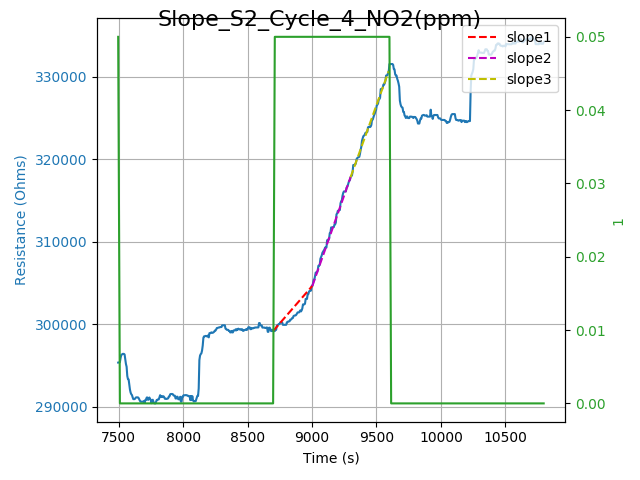 Slope_S2_Cycle_4_NO2(ppm)
slope1
slope2
slope3
Resistance (Ohms)
330000
320000
310000
300000
290000
0.05
0.04
0.03
0.02
0.01
0.00
1
7500 8000 8500 9000 9500 10000 10500
Time (s)